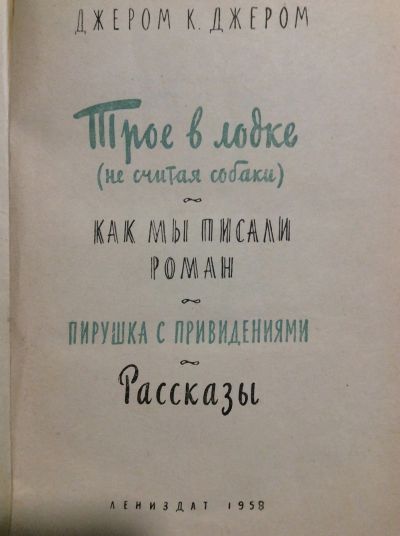 ДЖЕРОМ К. ДЖЕРОМ
Трое в лодке
(не считая собаки)
КАК МЫ ПИСАЛИ
РОМАН
ПИРУШКА С ПРИВИДЕНИЯМИ
Рассказы
ЛЕНИЗДАТ 1958